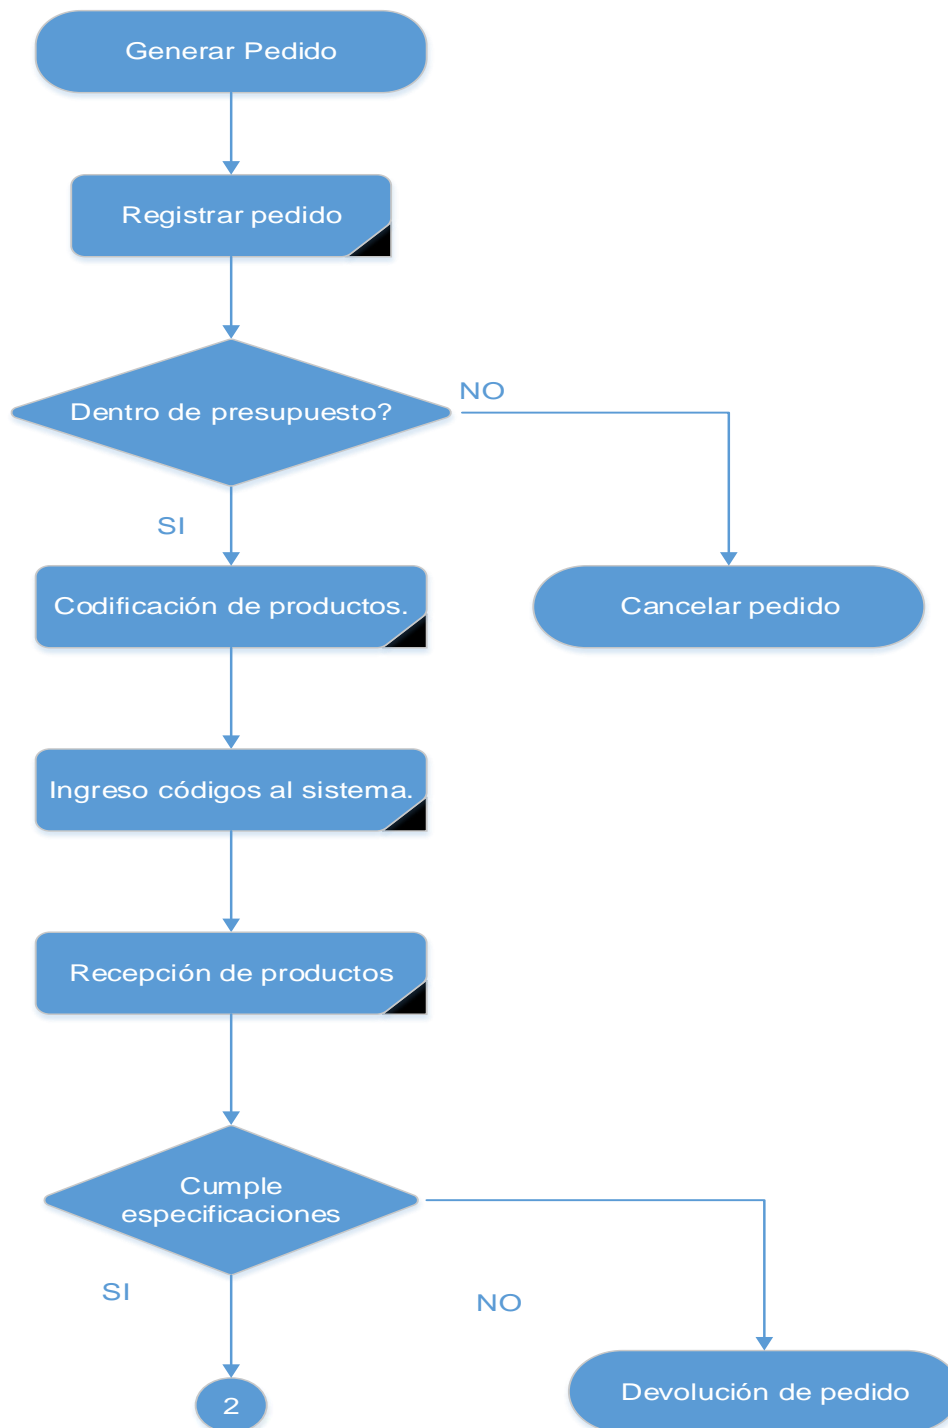 Generar Pedido
Registrar pedido
Dentro de presupuesto?
NO
SI
Codificación de productos.
Cancelar pedido
Ingreso códigos al sistema.
Recepción de productos
Cumple
especificaciones
SI
NO
2
Devolución de pedido